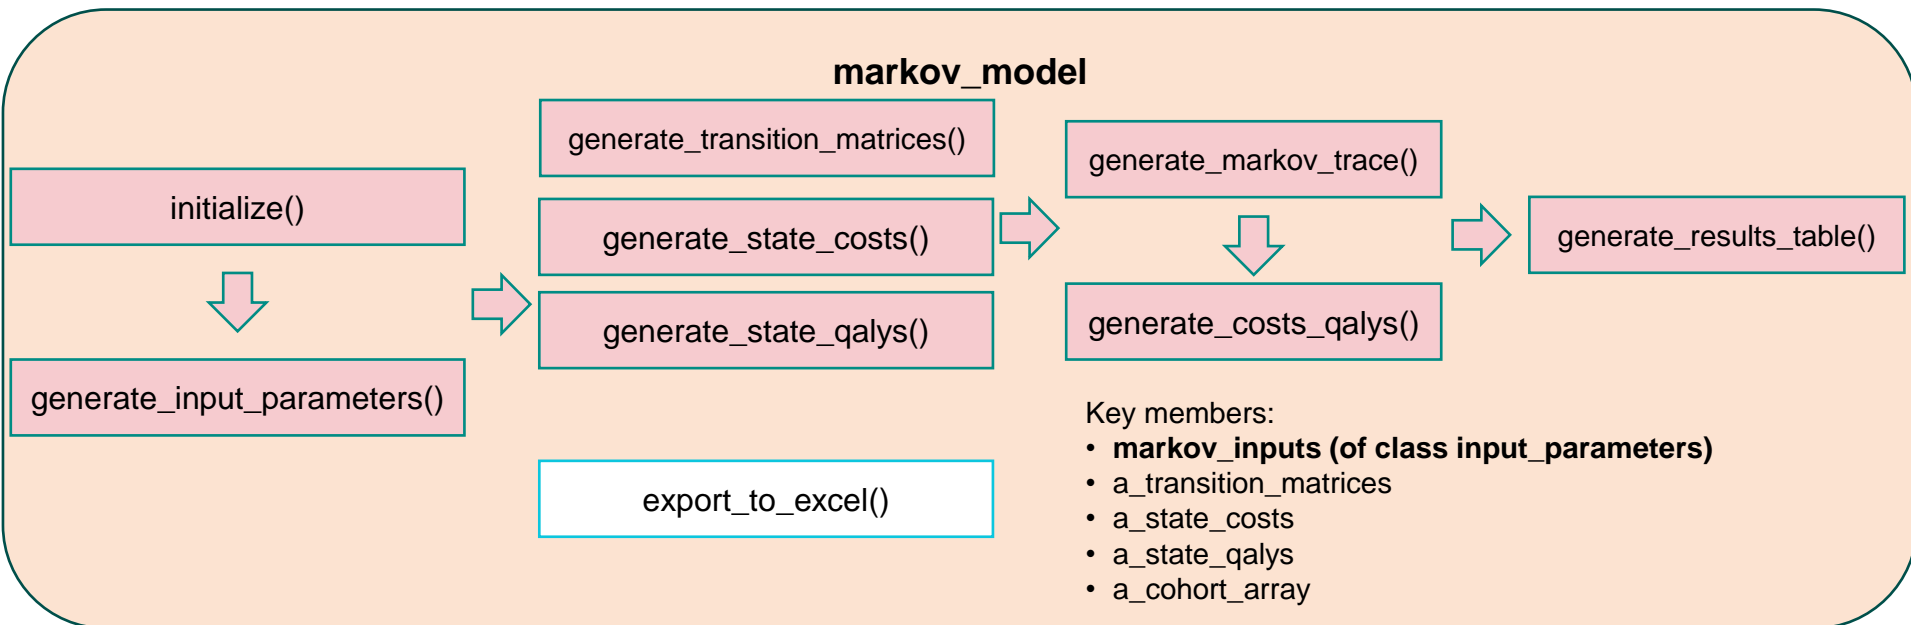 markov_model
initialize()
generate_input_parameters()
generate_transition_matrices()
generate_state_costs()
generate_state_qalys()
export_to_excel()
generate_markov_trace()
generate_costs_qalys()
generate_results_table()
Key members:
• markov_inputs (of class input_parameters)
• a_transition_matrices
• a_state_costs
• a_state_qalys
• a_cohort_array